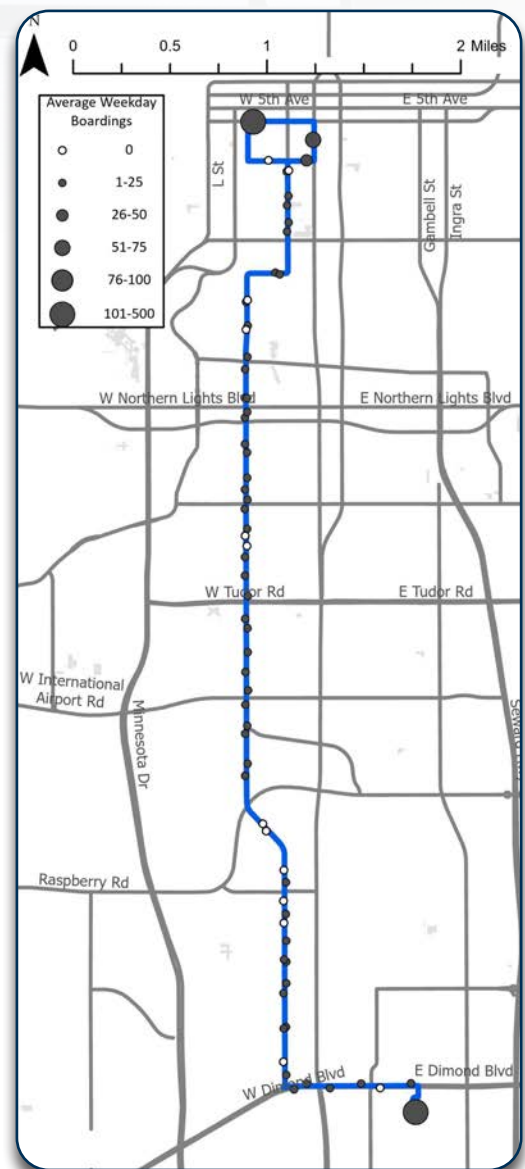 N
0 0.5 1 2 Miles
Average Weekday
Boardings
0
1-25
26-50
51-75
76-100
101-500
W 5th Ave
E 5th Ave
L St
Gambell St
Ingra St
W Northern Lights Blvd
E Northern Lights Blvd
W Tudor Rd
E Tudor Rd
W International
Airport Rd
Minnesota Dr
Raspberry Rd
W Dimond Blvd
E Dimond Blvd